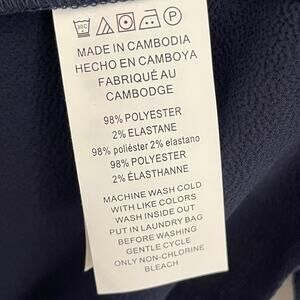 30C P
MADE IN CAMBODIA
HECHO EN CAMBOYA
FABRIQUÉ AU
CAMBODGE
98% POLYESTER
2% ELASTANE
98% poliéster 2% elastano
98% POLYESTER
2% ÉLASTHANNE
MACHINE WASH COLD
WITH LIKE COLORS
WASH INSIDE OUT
PUT IN LAUNDRY BAG
BEFORE WASHING
GENTLE CYCLE
ONLY NON-CHLORINE
BLEACH